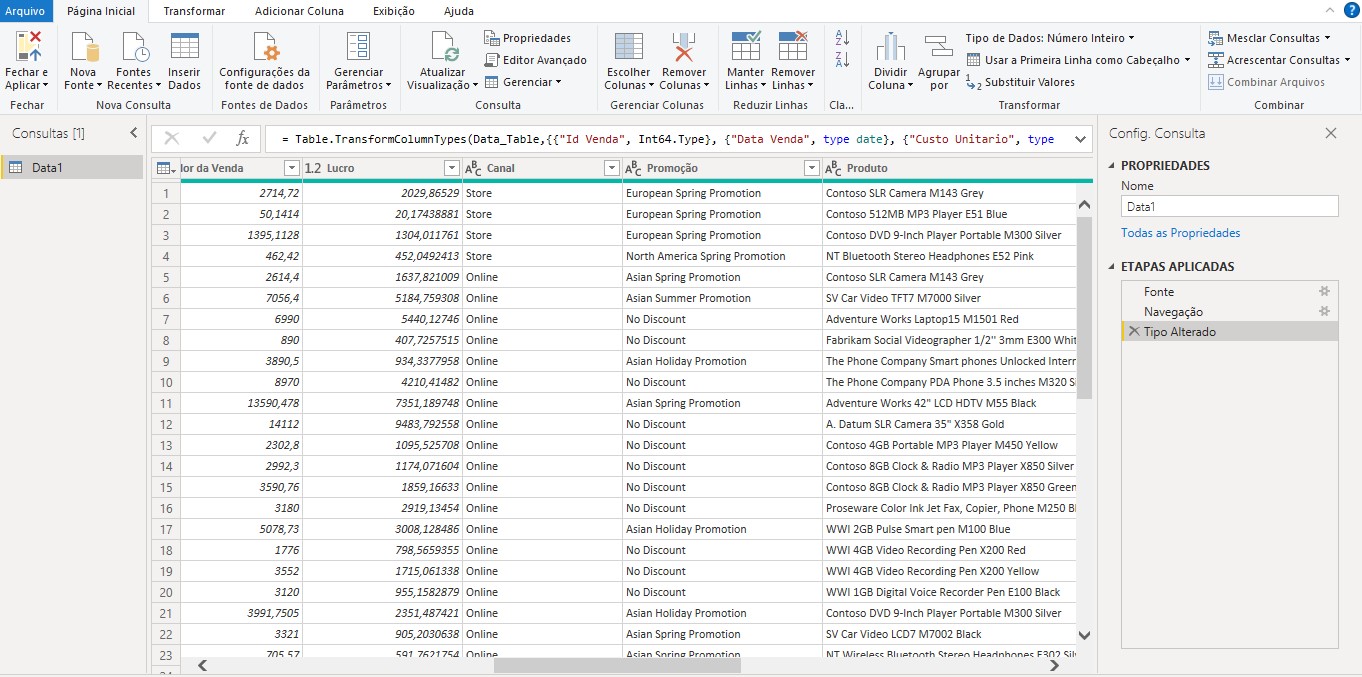 Arquivo Página Inicial Transformar Adicionar Coluna Exibição Ajuda ?
Fechar e Aplicar Nova Fonte Fontes Recentes Inserir Dados Configurações da fonte de dados Gerenciar Parâmetros Atualizar Visualização Propriedades Editor Avançado Gerenciar Escolher Colunas Remover Colunas Manter Linhas Remover Linhas Dividir Coluna Agrupar por Tipo de Dados: Número Inteiro Usar a Primeira Linha como Cabeçalho Substituir Valores Mesclar Consultas Acrescentar Consultas Combinar Arquivos
Fechar Nova Consulta Fontes de Dados Parâmetros Consulta Gerenciar Colunas Reduzir Linhas Cla... Transformar Combinar
Consultas [1]
Data1
fx = Table.TransformColumnTypes(Data_Table,{{"Id Venda", Int64.Type}, {"Data Venda", type date}, {"Custo Unitario", type
lor da Venda 1.2 Lucro ABC Canal ABC Promoção ABC Produto
1 2714,72 2029,86529 Store European Spring Promotion Contoso SLR Camera M143 Grey
2 50,1414 20,17438881 Store European Spring Promotion Contoso 512MB MP3 Player E51 Blue
3 1395,1128 1304,011761 Store European Spring Promotion Contoso DVD 9-Inch Player Portable M300 Silver
4 462,42 452,0492413 Store North America Spring Promotion NT Bluetooth Stereo Headphones E52 Pink
5 2614,4 1637,821009 Online Asian Spring Promotion Contoso SLR Camera M143 Grey
6 7056,4 5184,759308 Online Asian Summer Promotion SV Car Video TFT7 M7000 Silver
7 6990 5440,12746 Online No Discount Adventure Works Laptop15 M1501 Red
8 890 407,7257515 Online No Discount Fabrikam Social Videographer 1/2" 3mm E300 Whit
9 3890,5 934,3377958 Online Asian Holiday Promotion The Phone Company Smart phones Unlocked Interr
10 8970 4210,41482 Online No Discount The Phone Company PDA Phone 3.5 inches M320 Si
11 13590,478 7351,189748 Online Asian Spring Promotion Adventure Works 42" LCD HDTV M55 Black
12 14112 9483,792558 Online No Discount A. Datum SLR Camera 35" X358 Gold
13 2302,8 1095,525708 Online No Discount Contoso 4GB Portable MP3 Player M450 Yellow
14 2992,3 1174,071604 Online No Discount Contoso 8GB Clock & Radio MP3 Player X850 Silver
15 3590,76 1859,16633 Online No Discount Contoso 8GB Clock & Radio MP3 Player X850 Green
16 3180 2919,13454 Online No Discount Proseware Color Ink Jet Fax, Copier, Phone M250 Bl
17 5078,73 3008,128486 Online Asian Holiday Promotion WWI 2GB Pulse Smart pen M100 Blue
18 1776 798,5659355 Online No Discount WWI 4GB Video Recording Pen X200 Red
19 3552 1715,061338 Online No Discount WWI 4GB Video Recording Pen X200 Yellow
20 3120 955,1582879 Online No Discount WWI 1GB Digital Voice Recorder Pen E100 Black
21 3991,7505 2351,487421 Online Asian Holiday Promotion Contoso DVD 9-Inch Player Portable M300 Silver
22 3321 905,2030638 Online Asian Spring Promotion SV Car Video LCD7 M7002 Black
23 705,57 591,7621754 Online Asian Spring Promotion NT Wireless Bluetooth Stereo Headphones E302 Silv
Config. Consulta
PROPRIEDADES
Nome
Data1
Todas as Propriedades
ETAPAS APLICADAS
Fonte
Navegação
Tipo Alterado